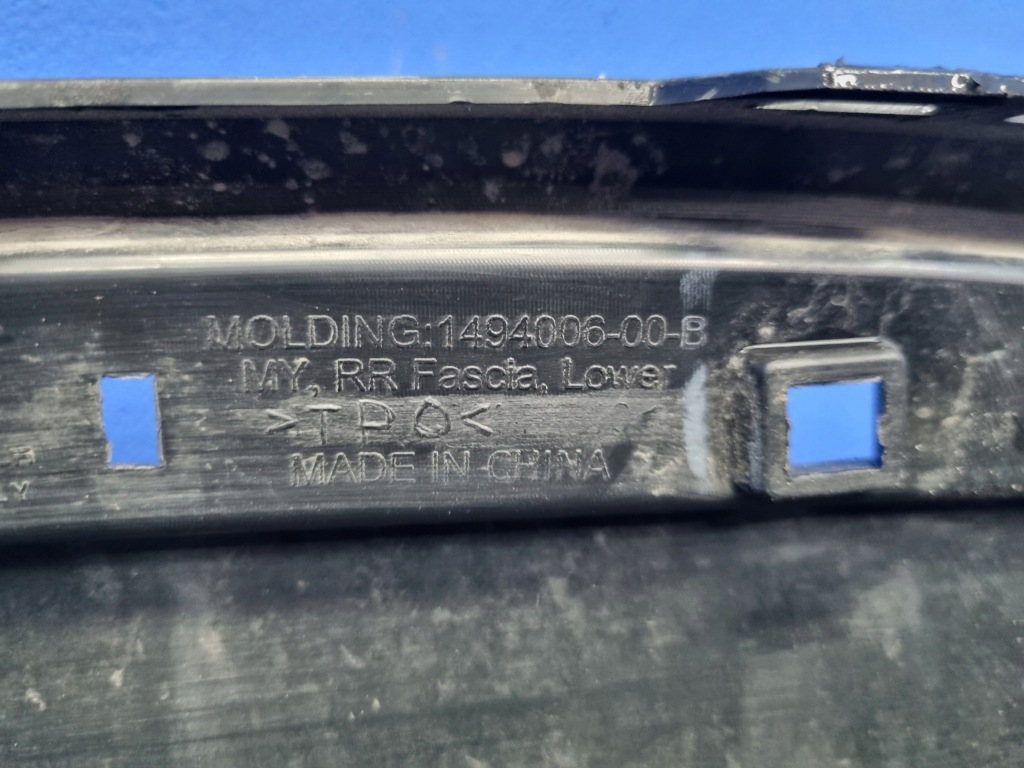 MOLDING:1494006-00-B
MY, RR Fascia, Lower
>TPO<
MADE IN CHINA